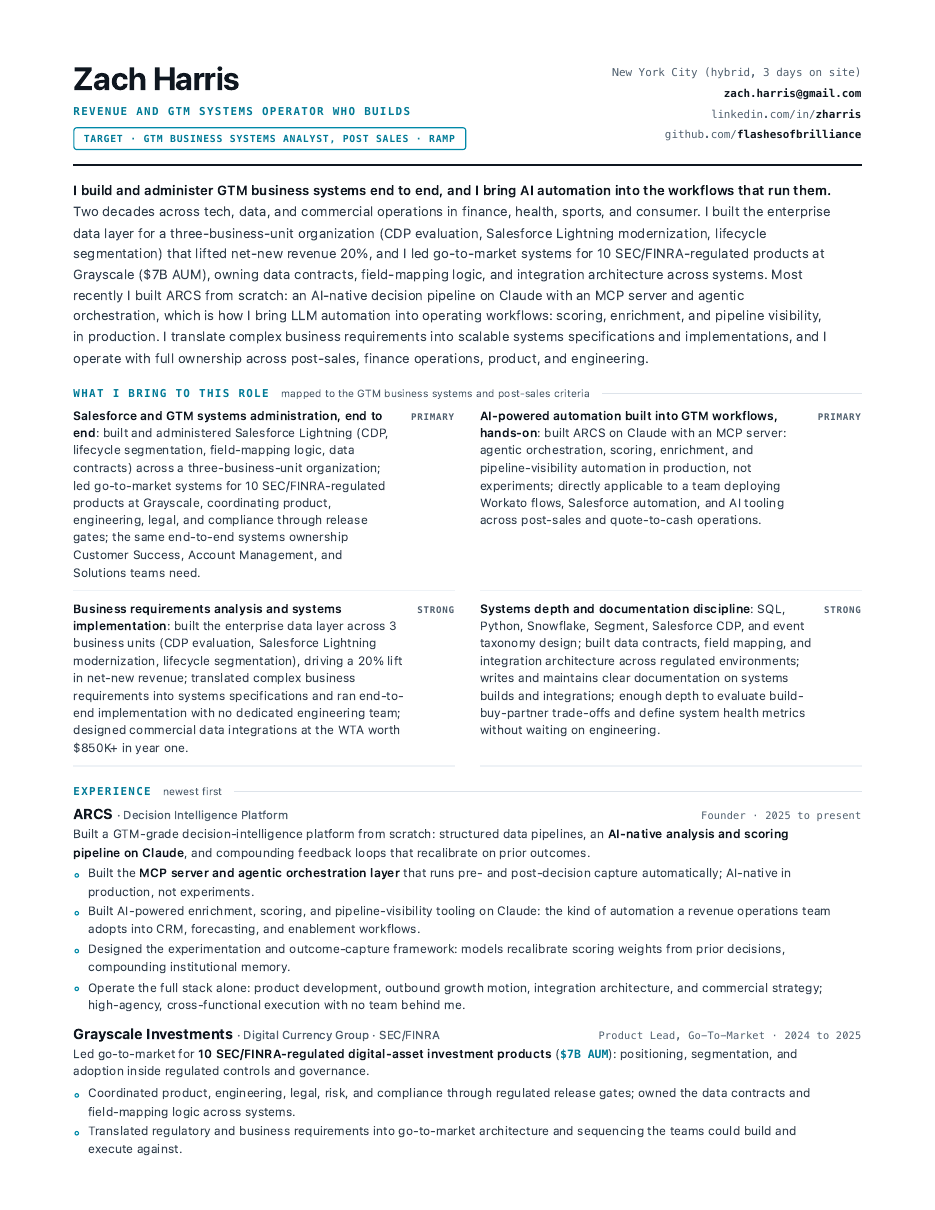 Zach Harris
REVENUE AND GTM SYSTEMS OPERATOR WHO BUILDS
TARGET · GTM BUSINESS SYSTEMS ANALYST, POST SALES · RAMP
New York City (hybrid, 3 days on site)
zach.harris@gmail.com
linkedin.com/in/zharris
github.com/flashesofbrilliance
I build and administer GTM business systems end to end, and I bring AI automation into the workflows that run them.
Two decades across tech, data, and commercial operations in finance, health, sports, and consumer. I built the enterprise
data layer for a three-business-unit organization (CDP evaluation, Salesforce Lightning modernization, lifecycle
segmentation) that lifted net-new revenue 20%, and I led go-to-market systems for 10 SEC/FINRA-regulated products at
Grayscale ($7B AUM), owning data contracts, field-mapping logic, and integration architecture across systems. Most
recently I built ARCS from scratch: an AI-native decision pipeline on Claude with an MCP server and agentic
orchestration, which is how I bring LLM automation into operating workflows: scoring, enrichment, and pipeline visibility,
in production. I translate complex business requirements into scalable systems specifications and implementations, and I
operate with full ownership across post-sales, finance operations, product, and engineering.
WHAT I BRING TO THIS ROLE mapped to the GTM business systems and post-sales criteria
Salesforce and GTM systems administration, end to PRIMARY
end: built and administered Salesforce Lightning (CDP,
lifecycle segmentation, field-mapping logic, data
contracts) across a three-business-unit organization;
led go-to-market systems for 10 SEC/FINRA-regulated
products at Grayscale, coordinating product,
engineering, legal, and compliance through release
gates; the same end-to-end systems ownership
Customer Success, Account Management, and
Solutions teams need.
AI-powered automation built into GTM workflows, PRIMARY
hands-on: built ARCS on Claude with an MCP server:
agentic orchestration, scoring, enrichment, and
pipeline-visibility automation in production, not
experiments; directly applicable to a team deploying
Workato flows, Salesforce automation, and AI tooling
across post-sales and quote-to-cash operations.
Business requirements analysis and systems STRONG
implementation: built the enterprise data layer across 3
business units (CDP evaluation, Salesforce Lightning
modernization, lifecycle segmentation), driving a 20% lift
in net-new revenue; translated complex business
requirements into systems specifications and ran end-to-
end implementation with no dedicated engineering team;
designed commercial data integrations at the WTA worth
$850K+ in year one.
Systems depth and documentation discipline: SQL, STRONG
Python, Snowflake, Segment, Salesforce CDP, and event
taxonomy design; built data contracts, field mapping, and
integration architecture across regulated environments;
writes and maintains clear documentation on systems
builds and integrations; enough depth to evaluate build-
buy-partner trade-offs and define system health metrics
without waiting on engineering.
EXPERIENCE newest first
ARCS · Decision Intelligence Platform Founder · 2025 to present
Built a GTM-grade decision-intelligence platform from scratch: structured data pipelines, an AI-native analysis and scoring
pipeline on Claude, and compounding feedback loops that recalibrate on prior outcomes.
Built the MCP server and agentic orchestration layer that runs pre- and post-decision capture automatically; AI-native in
production, not experiments.
Built AI-powered enrichment, scoring, and pipeline-visibility tooling on Claude: the kind of automation a revenue operations team
adopts into CRM, forecasting, and enablement workflows.
Designed the experimentation and outcome-capture framework: models recalibrate scoring weights from prior decisions,
compounding institutional memory.
Operate the full stack alone: product development, outbound growth motion, integration architecture, and commercial strategy;
high-agency, cross-functional execution with no team behind me.
Grayscale Investments · Digital Currency Group · SEC/FINRA Product Lead, Go-To-Market · 2024 to 2025
Led go-to-market for 10 SEC/FINRA-regulated digital-asset investment products ($7B AUM): positioning, segmentation, and
adoption inside regulated controls and governance.
Coordinated product, engineering, legal, risk, and compliance through regulated release gates; owned the data contracts and
field-mapping logic across systems.
Translated regulatory and business requirements into go-to-market architecture and sequencing the teams could build and
execute against.